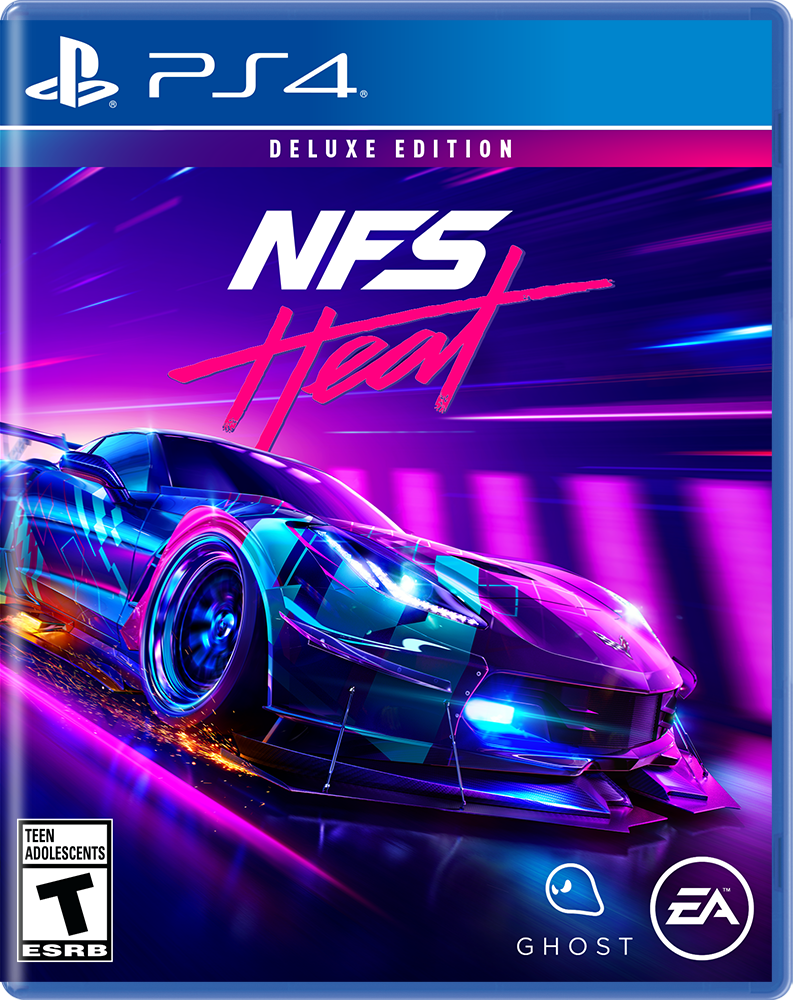 PS4
DELUXE EDITION
NFS
Heat
TEEN
ADOLESCENTS
T
ESRB
GHOST
EA